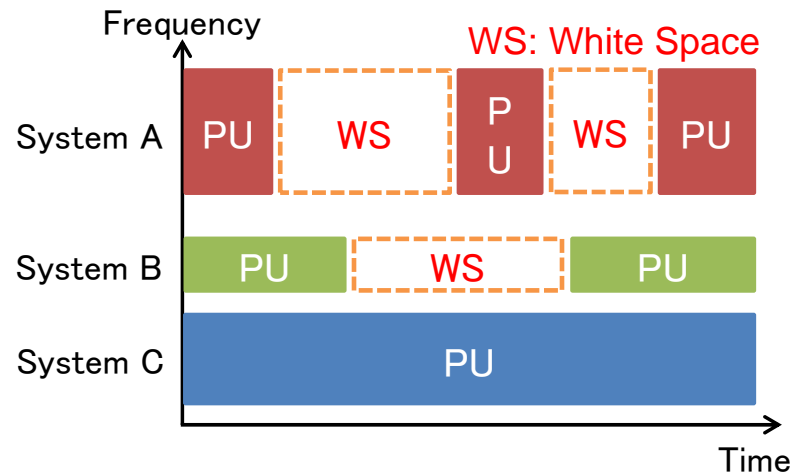 Frequency
WS: White Space
System A
PU
WS
P
U
WS
PU
System B
PU
WS
PU
System C
PU
Time